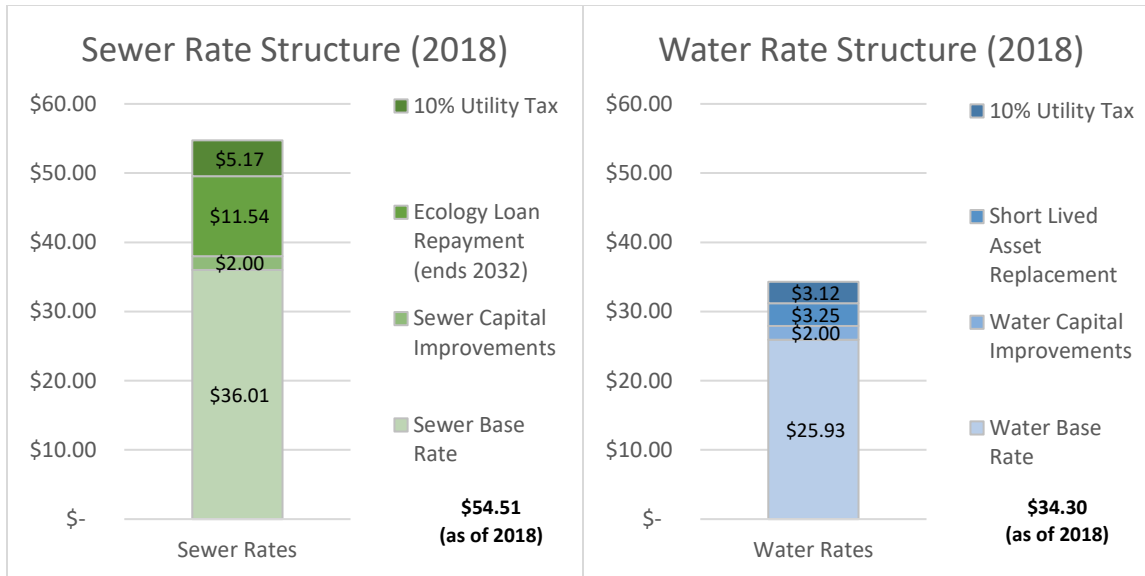 Sewer Rate Structure (2018)
$60.00
$50.00
$40.00
$30.00
$20.00
$10.00
$-
$5.17
$11.54
$2.00
$36.01
Sewer Rates
10% Utility Tax
Ecology Loan
Repayment
(ends 2032)
Sewer Capital
Improvements
Sewer Base
Rate
$54.51
(as of 2018)
Water Rate Structure (2018)
$60.00
$50.00
$40.00
$30.00
$20.00
$10.00
$-
$3.12
$3.25
$2.00
$25.93
Water Rates
10% Utility Tax
Short Lived
Asset
Replacement
Water Capital
Improvements
Water Base
Rate
$34.30
(as of 2018)